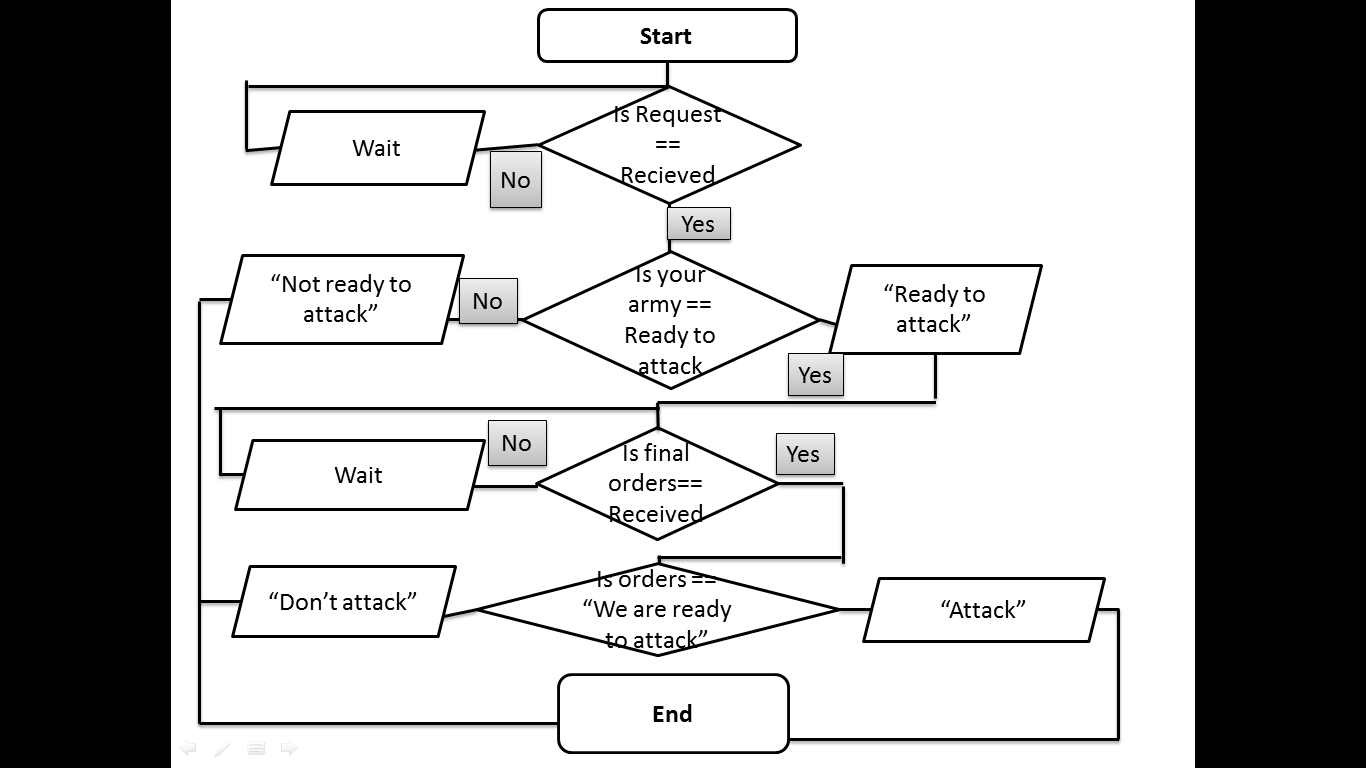 Start
Is Request
==
Recieved
Wait
No
Yes
“Not ready to
attack”
No
Is your
army ==
Ready to
attack
“Ready to
attack”
Yes
Wait
No
Is final
orders==
Received
Yes
“Don’t attack”
Is orders ==
“We are ready
to attack”
“Attack”
End